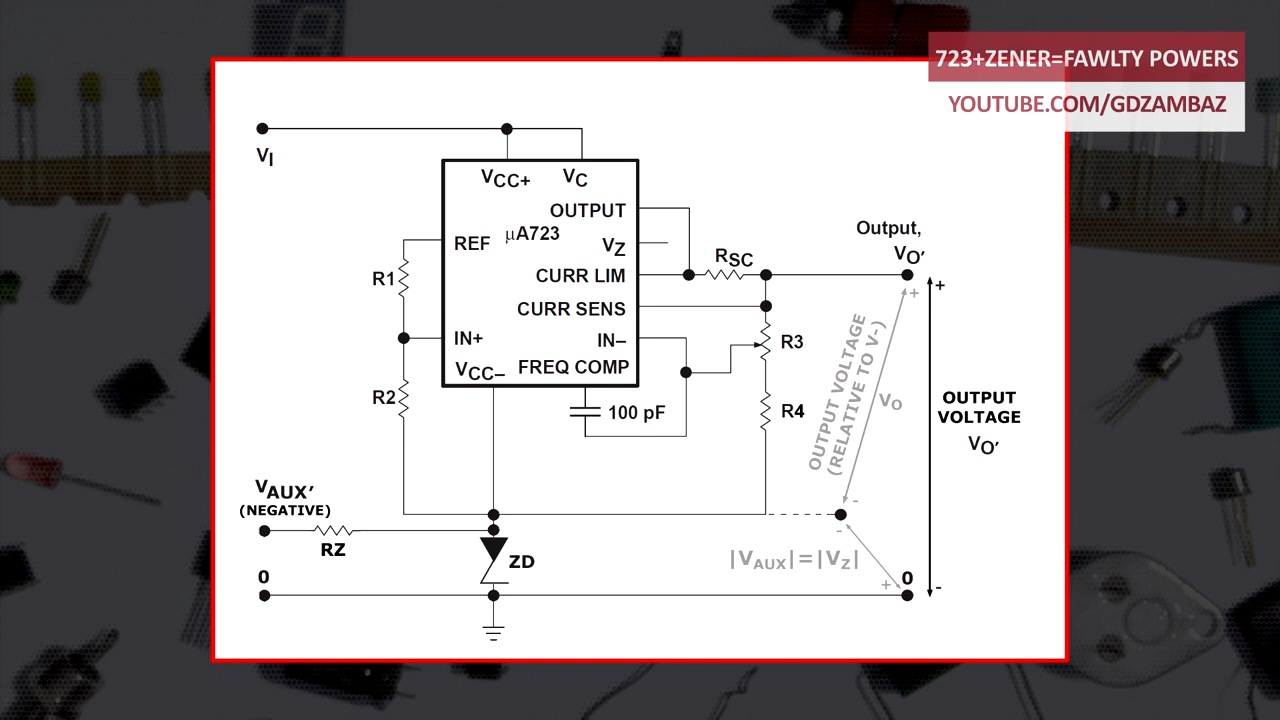 723+ZENER=FAWLTY POWERS
YOUTUBE.COM/GDZAMBAZ
VI
VCC+ VC
OUTPUT
REF µA723
VZ
R1
CURR LIM
RSC
Output,
VO'
CURR SENS
IN+
IN–
R3
VCC– FREQ COMP
R2
100 pF
R4
OUTPUT VOLTAGE
(RELATIVE TO V-)
VO
+
-
+
-
OUTPUT
VOLTAGE
VO'
VAUX'
(NEGATIVE)
RZ
ZD
|VAUX|=|VZ|
-
+
0
0